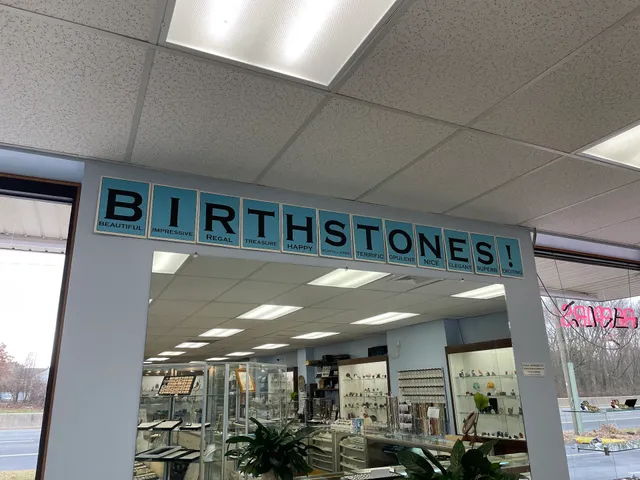 BIRTHSTONES!
BEAUTIFUL IMPRESSIVE REGAL TREASURE HAPPY TERRIFIC OPULENT NICE ELEGANT SUPERB EXCITING